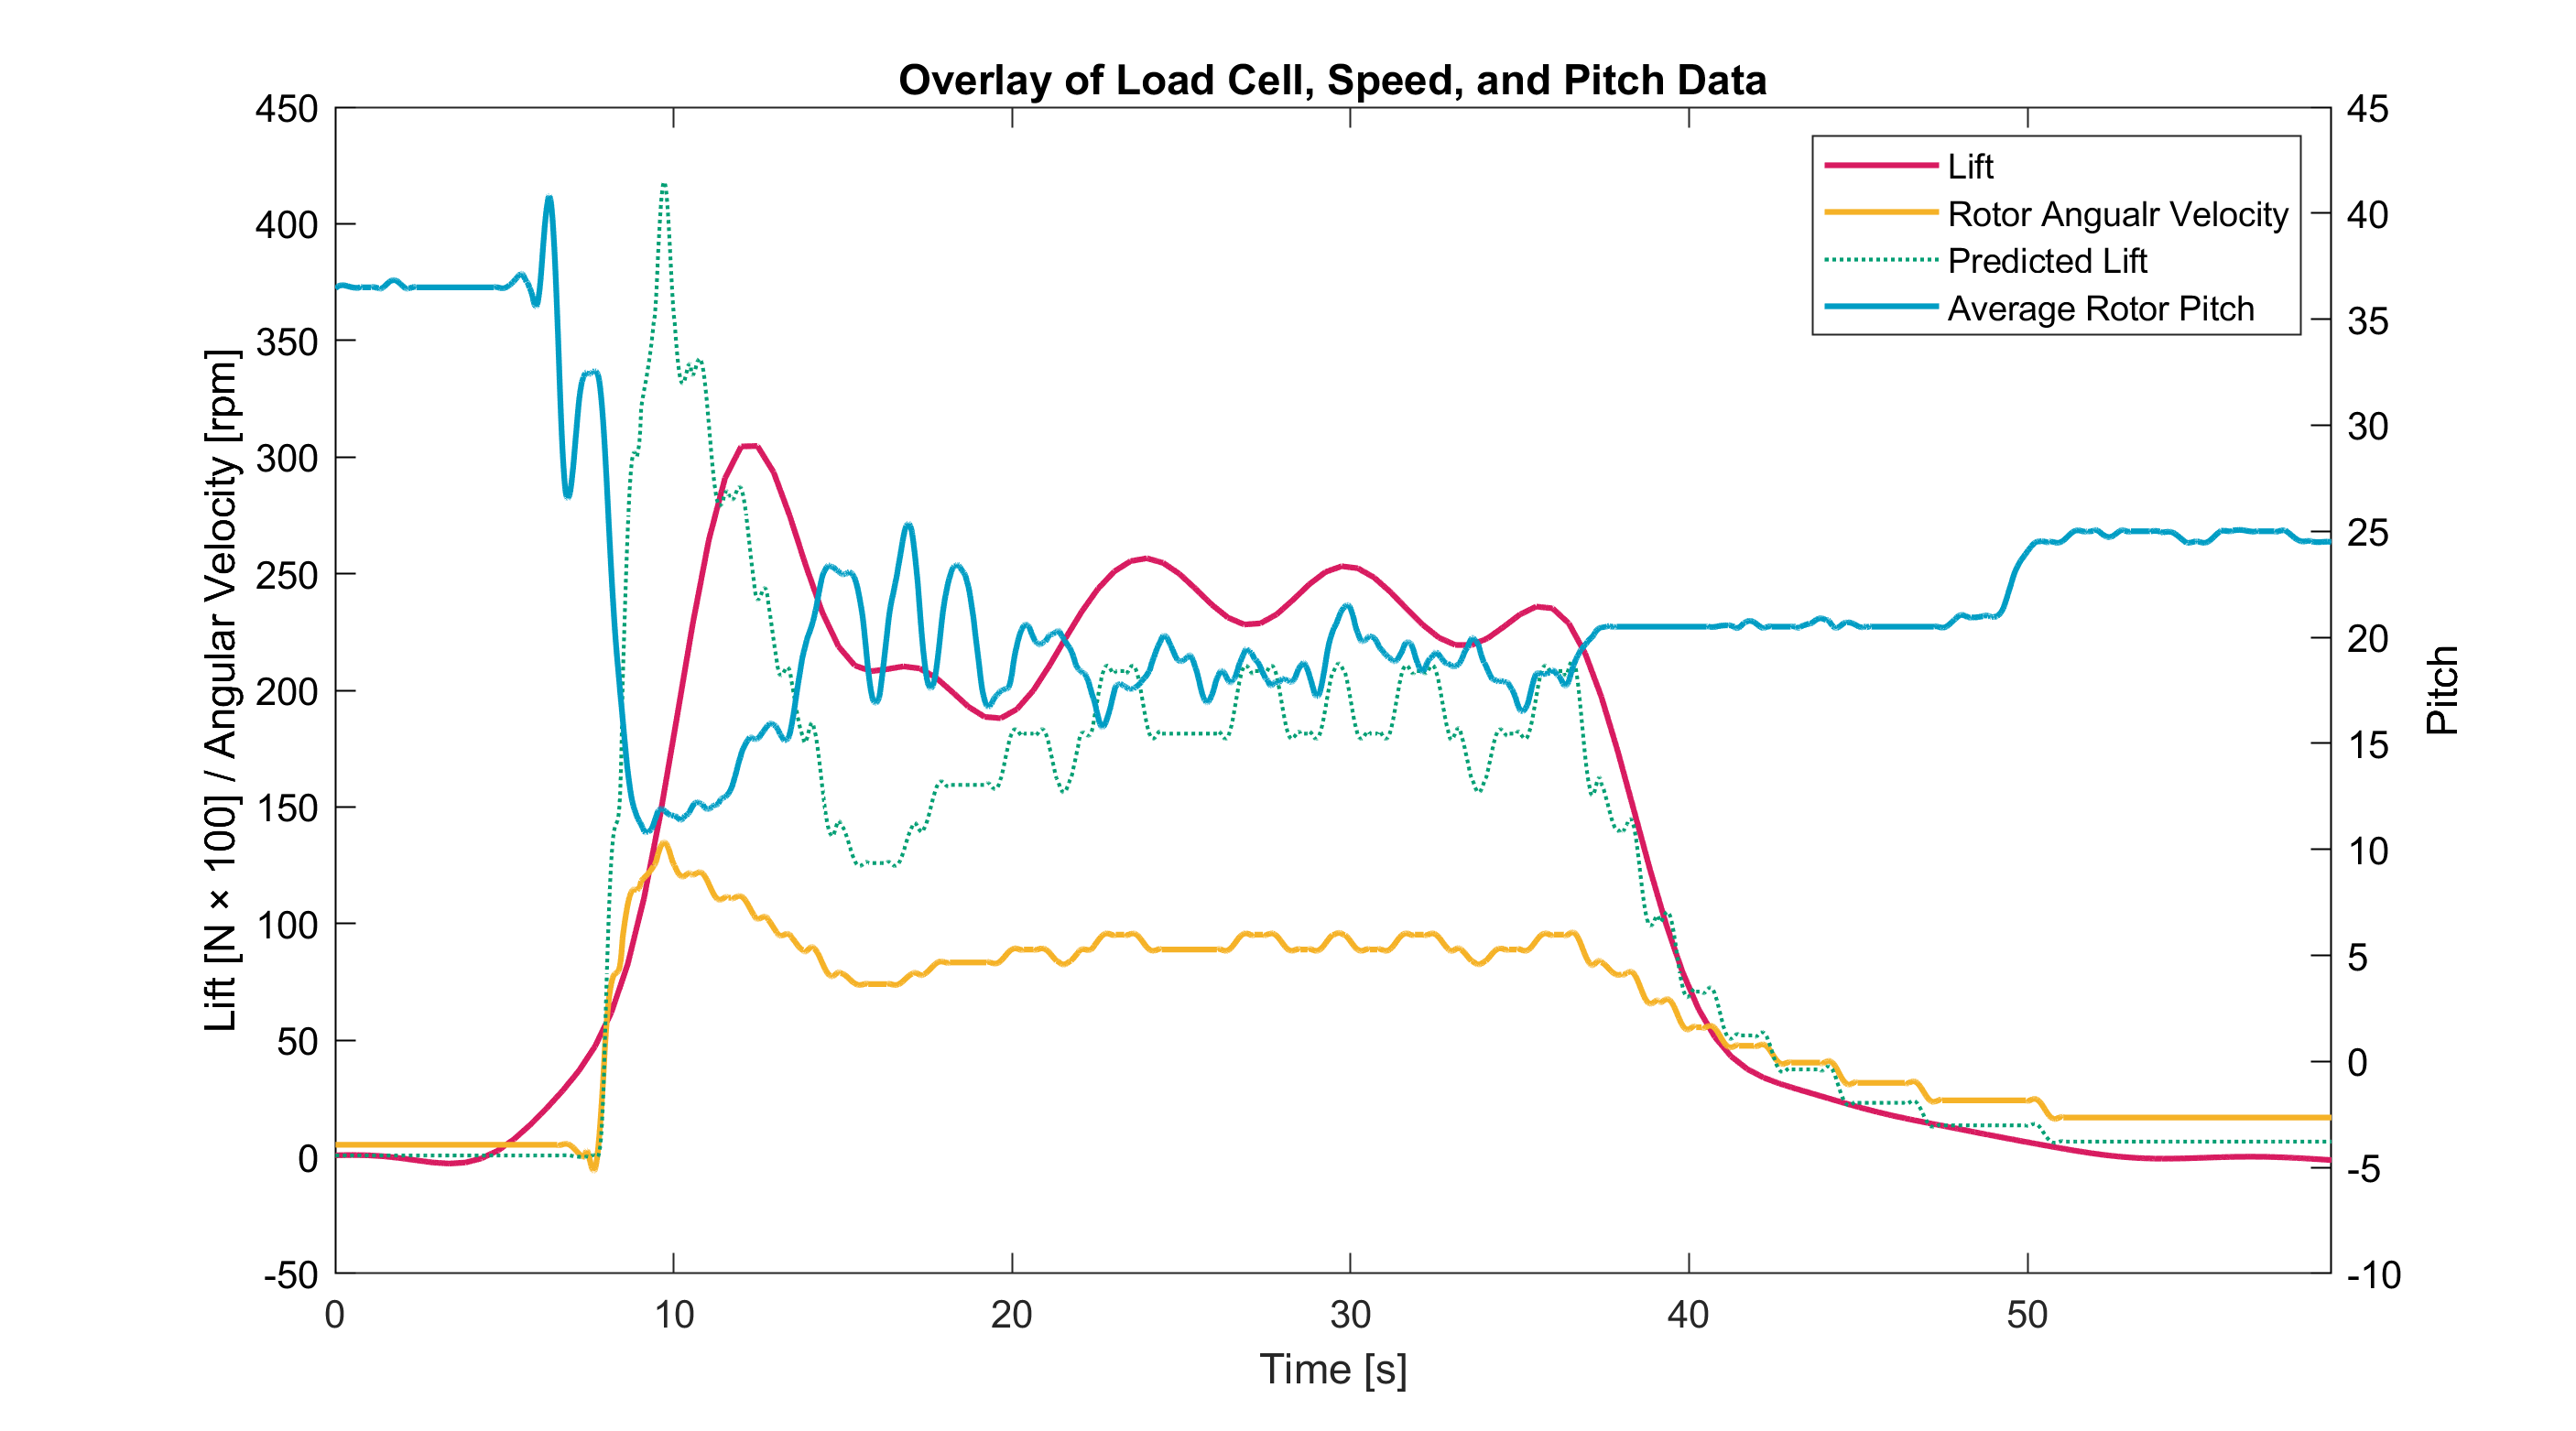 Overlay of Load Cell, Speed, and Pitch Data
Lift [N × 100] / Angular Velocity [rpm]
450
400
350
300
250
200
150
100
50
0
-50
Lift
Rotor Angualr Velocity
Predicted Lift
Average Rotor Pitch
45
40
35
30
25
20
15
10
5
0
-5
-10
Pitch
0 10 20 30 40 50
Time [s]